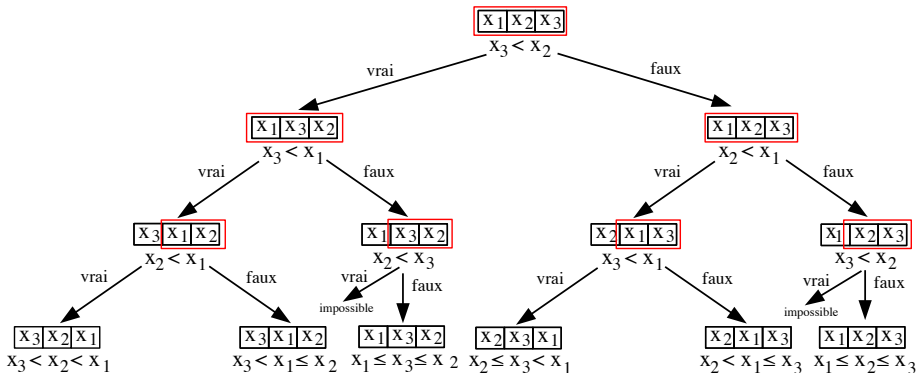 x1 x2 x3
x3 < x2
vrai faux
x1 x3 x2 x1 x2 x3
x3 < x1 x2 < x1
vrai faux vrai faux
x3 x1 x2 x1 x3 x2 x2 x1 x3 x1 x2 x3
x2 < x1 x2 < x3 x3 < x1 x3 < x2
vrai faux vrai faux vrai faux vrai faux
impossible impossible
x3 x2 x1 x3 x1 x2 x1 x3 x2 x2 x3 x1 x2 x1 x3 x1 x2 x3
x3 < x2 < x1 x3 < x1 ≤ x2 x1 ≤ x3 ≤ x2 x2 ≤ x3 < x1 x2 < x1 ≤ x3 x1 ≤ x2 ≤ x3